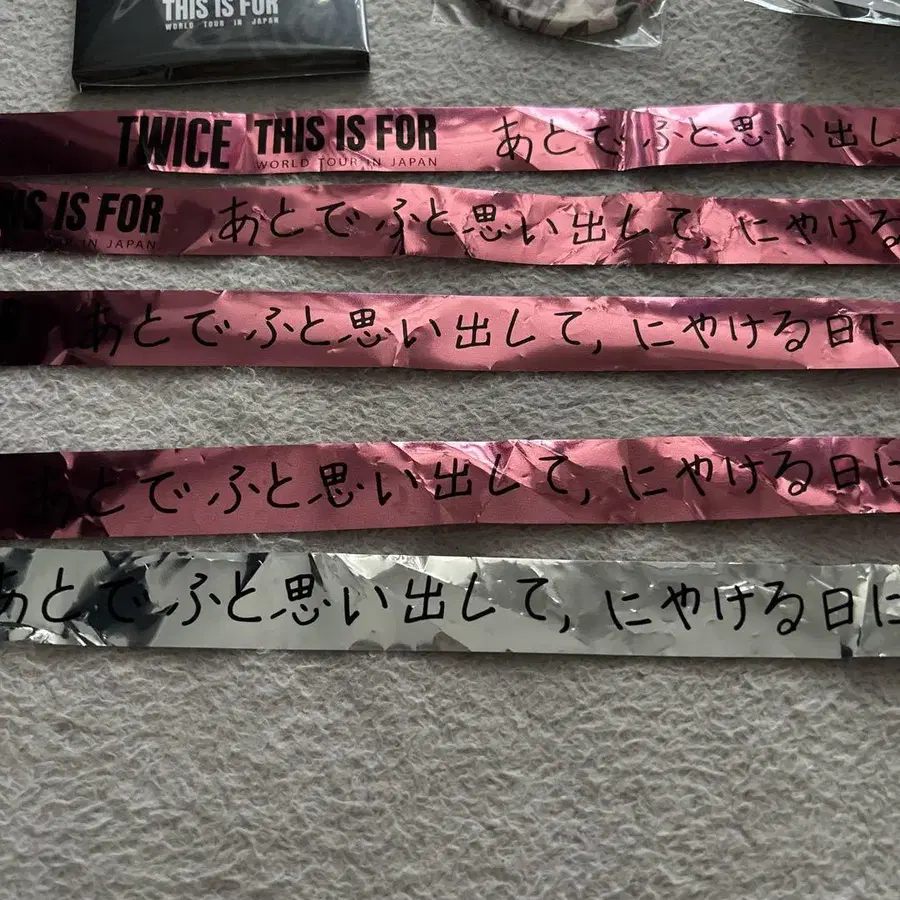 THIS IS FOR
WORLD TOUR IN JAPAN
TWICE THIS IS FOR あとで ふと思い出し
WORLD TOUR IN JAPAN
IS FOR あとで ふと思い出して, にやける
IN JAPAN
あとで ふと思い出して, にやける日に
あとで ふと思い出して, にやける日に
あとで ふと思い出して, にやける日に